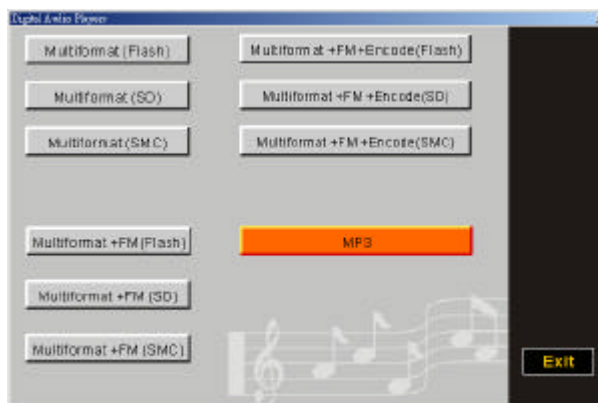 Digital Audio Player
Multiformat (Flash)
Multiformat (SD)
Multiformat (SMC)
Multiformat +FM (Flash)
Multiformat +FM (SD)
Multiformat +FM (SMC)
Multiformat +FM+Encode(Flash)
Multiformat +FM +Encode(SD)
Multiformat +FM +Encode(SMC)
MP3
Exit